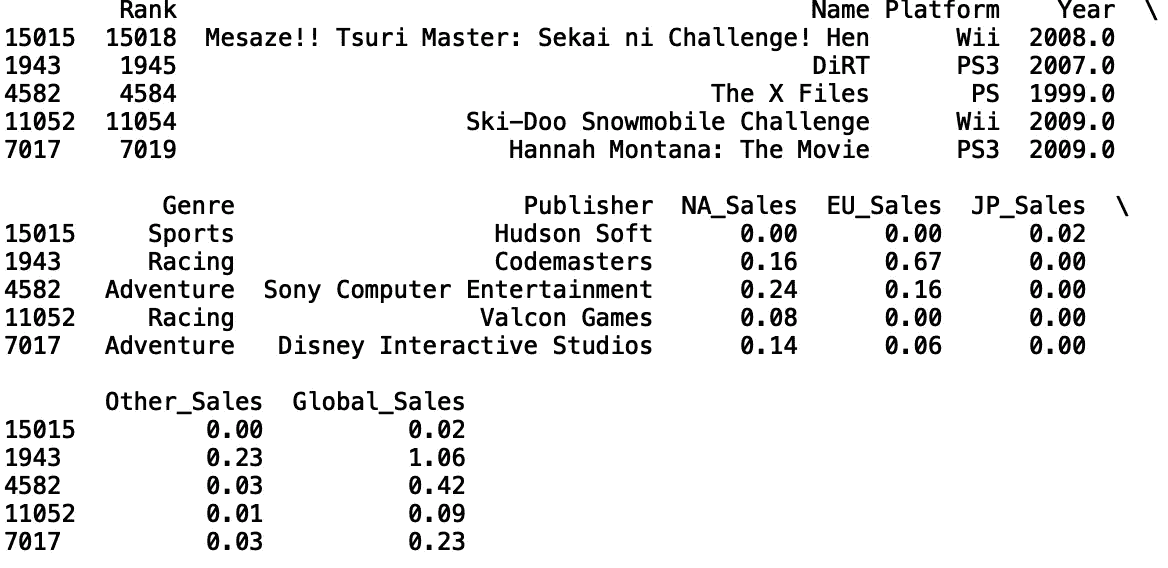 Rank Name Platform Year \
15015 15018 Mesaze!! Tsuri Master: Sekai ni Challenge! Hen Wii 2008.0
1943 1945 DiRT PS3 2007.0
4582 4584 The X Files PS 1999.0
11052 11054 Ski-Doo Snowmobile Challenge Wii 2009.0
7017 7019 Hannah Montana: The Movie PS3 2009.0
Genre Publisher NA_Sales EU_Sales JP_Sales \
15015 Sports Hudson Soft 0.00 0.00 0.02
1943 Racing Codemasters 0.16 0.67 0.00
4582 Adventure Sony Computer Entertainment 0.24 0.16 0.00
11052 Racing Valcon Games 0.08 0.00 0.00
7017 Adventure Disney Interactive Studios 0.14 0.06 0.00
Other_Sales Global_Sales
15015 0.00 0.02
1943 0.23 1.06
4582 0.03 0.42
11052 0.01 0.09
7017 0.03 0.23